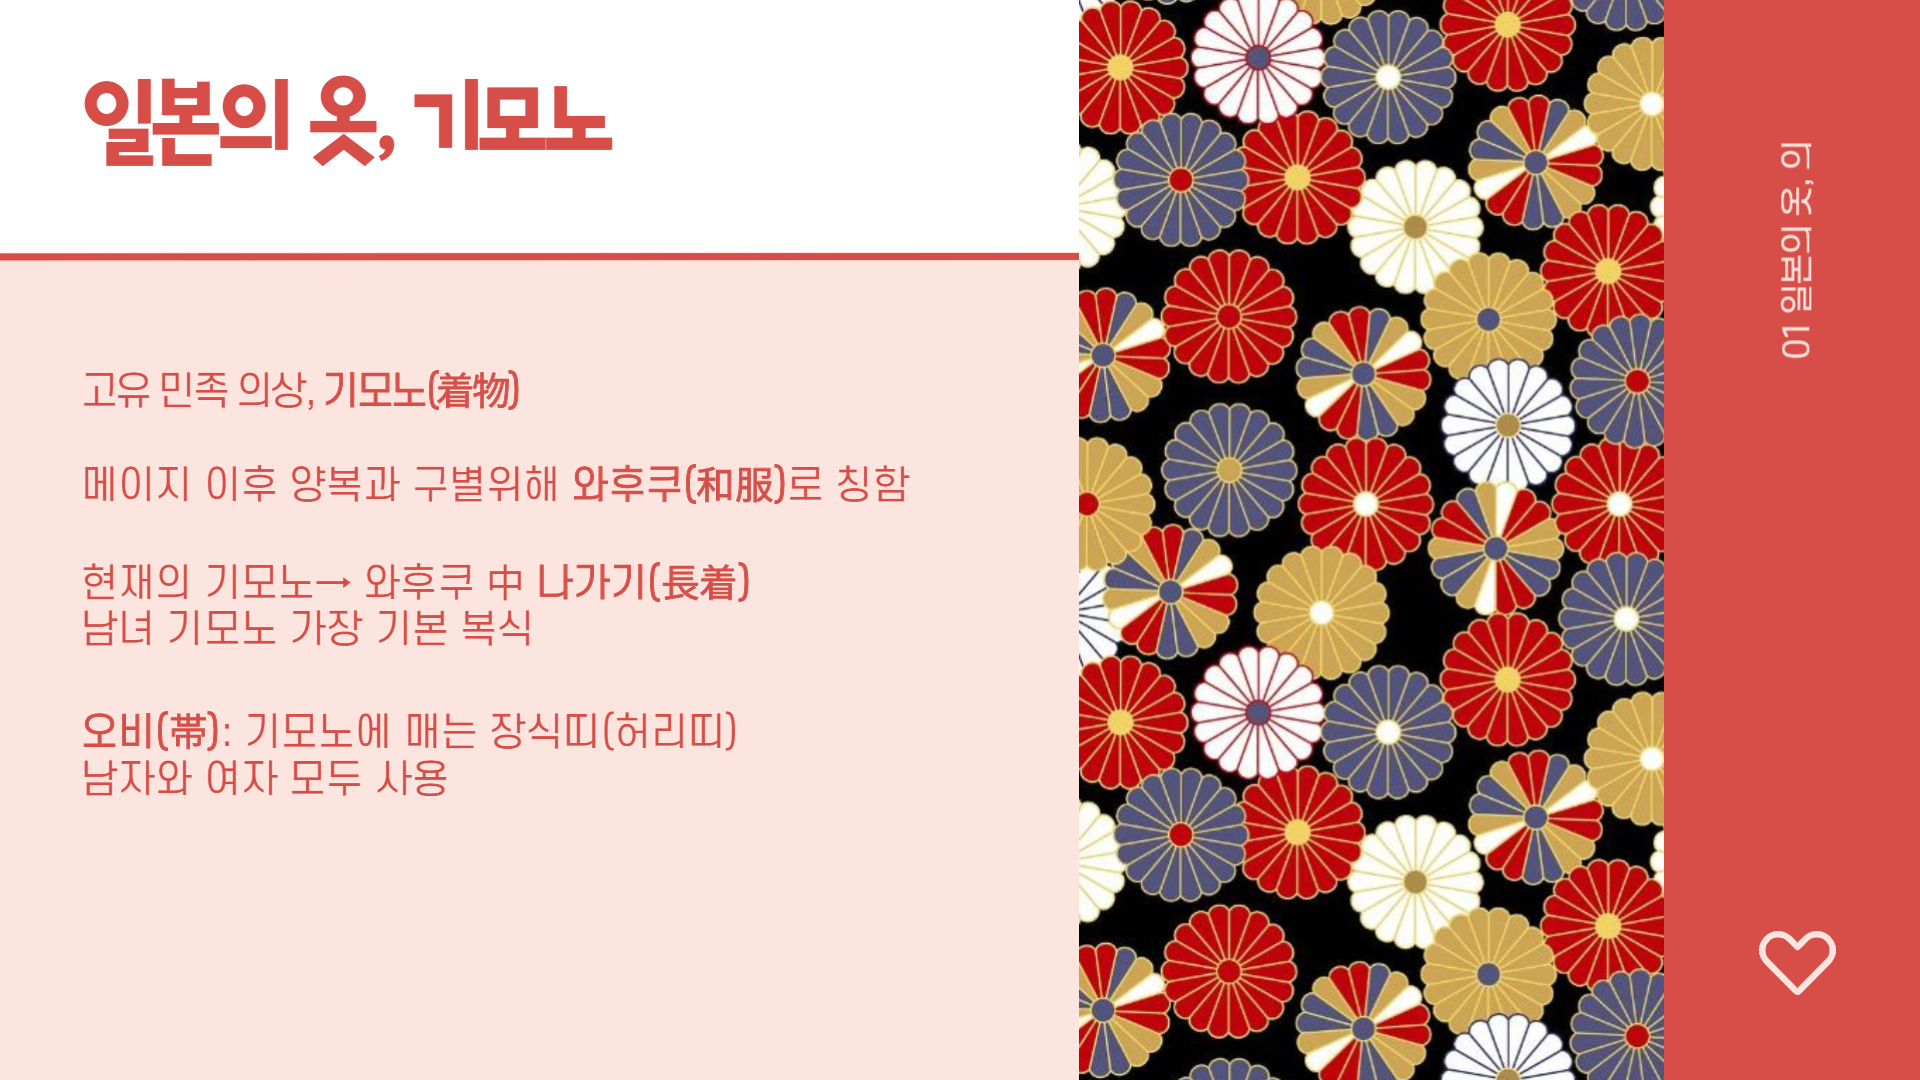 일본의 옷, 기모노
고유 민족 의상, 기모노(着物)
메이지 이후 양복과 구별위해 와후쿠(和服)로 칭함
현재의 기모노→ 와후쿠 中 나가기(長着)
남녀 기모노 가장 기본 복식
오비(帯): 기모노에 매는 장식띠(허리띠)
남자와 여자 모두 사용
01 일본의 옷, 의